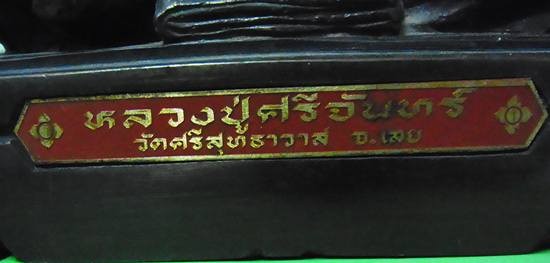 หลวงปู่ศรีจันทร์
วัดศรีสุทธาวาส จ.เลย